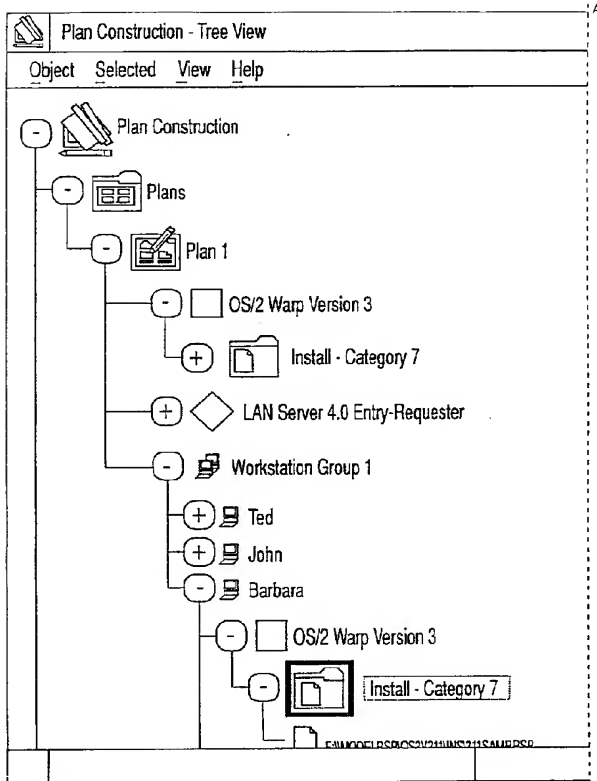 Plan Construction - Tree View
Object Selected View Help
Plan Construction
Plans
Plan 1
OS/2 Warp Version 3
Install - Category 7
LAN Server 4.0 Entry-Requester
Workstation Group 1
Ted
John
Barbara
OS/2 Warp Version 3
Install - Category 7